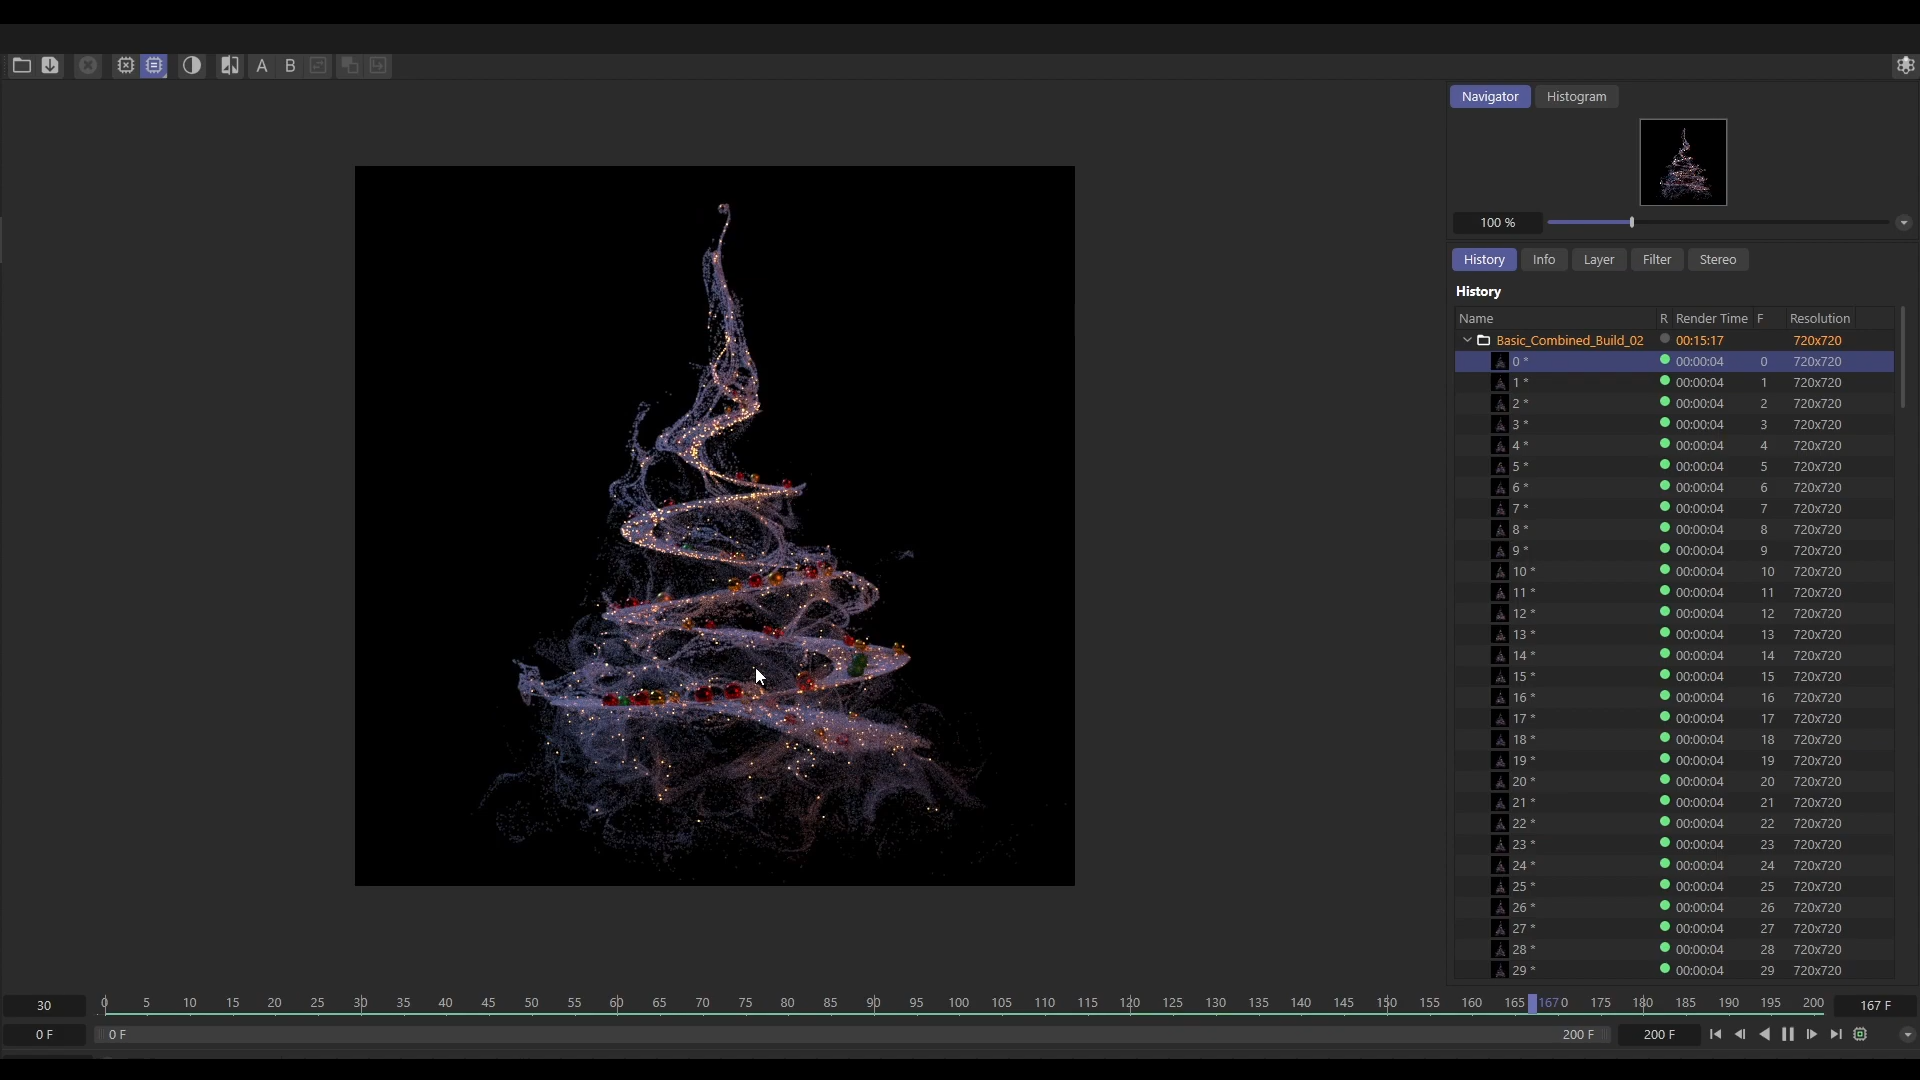 A B
Navigator Histogram
100 %
History Info Layer Filter Stereo
History
Name R Render Time F Resolution
Basic_Combined_Build_02 00:15:17 720x720
0 * 00:00:04 0 720x720
1 * 00:00:04 1 720x720
2 * 00:00:04 2 720x720
3 * 00:00:04 3 720x720
4 * 00:00:04 4 720x720
5 * 00:00:04 5 720x720
6 * 00:00:04 6 720x720
7 * 00:00:04 7 720x720
8 * 00:00:04 8 720x720
9 * 00:00:04 9 720x720
10 * 00:00:04 10 720x720
11 * 00:00:04 11 720x720
12 * 00:00:04 12 720x720
13 * 00:00:04 13 720x720
14 * 00:00:04 14 720x720
15 * 00:00:04 15 720x720
16 * 00:00:04 16 720x720
17 * 00:00:04 17 720x720
18 * 00:00:04 18 720x720
19 * 00:00:04 19 720x720
20 * 00:00:04 20 720x720
21 * 00:00:04 21 720x720
22 * 00:00:04 22 720x720
23 * 00:00:04 23 720x720
24 * 00:00:04 24 720x720
25 * 00:00:04 25 720x720
26 * 00:00:04 26 720x720
27 * 00:00:04 27 720x720
28 * 00:00:04 28 720x720
29 * 00:00:04 29 720x720
30 0 5 10 15 20 25 30 35 40 45 50 55 60 65 70 75 80 85 90 95 100 105 110 115 120 125 130 135 140 145 150 155 160 165 1670 175 180 185 190 195 200 167 F
0 F 0 F 200 F 200 F